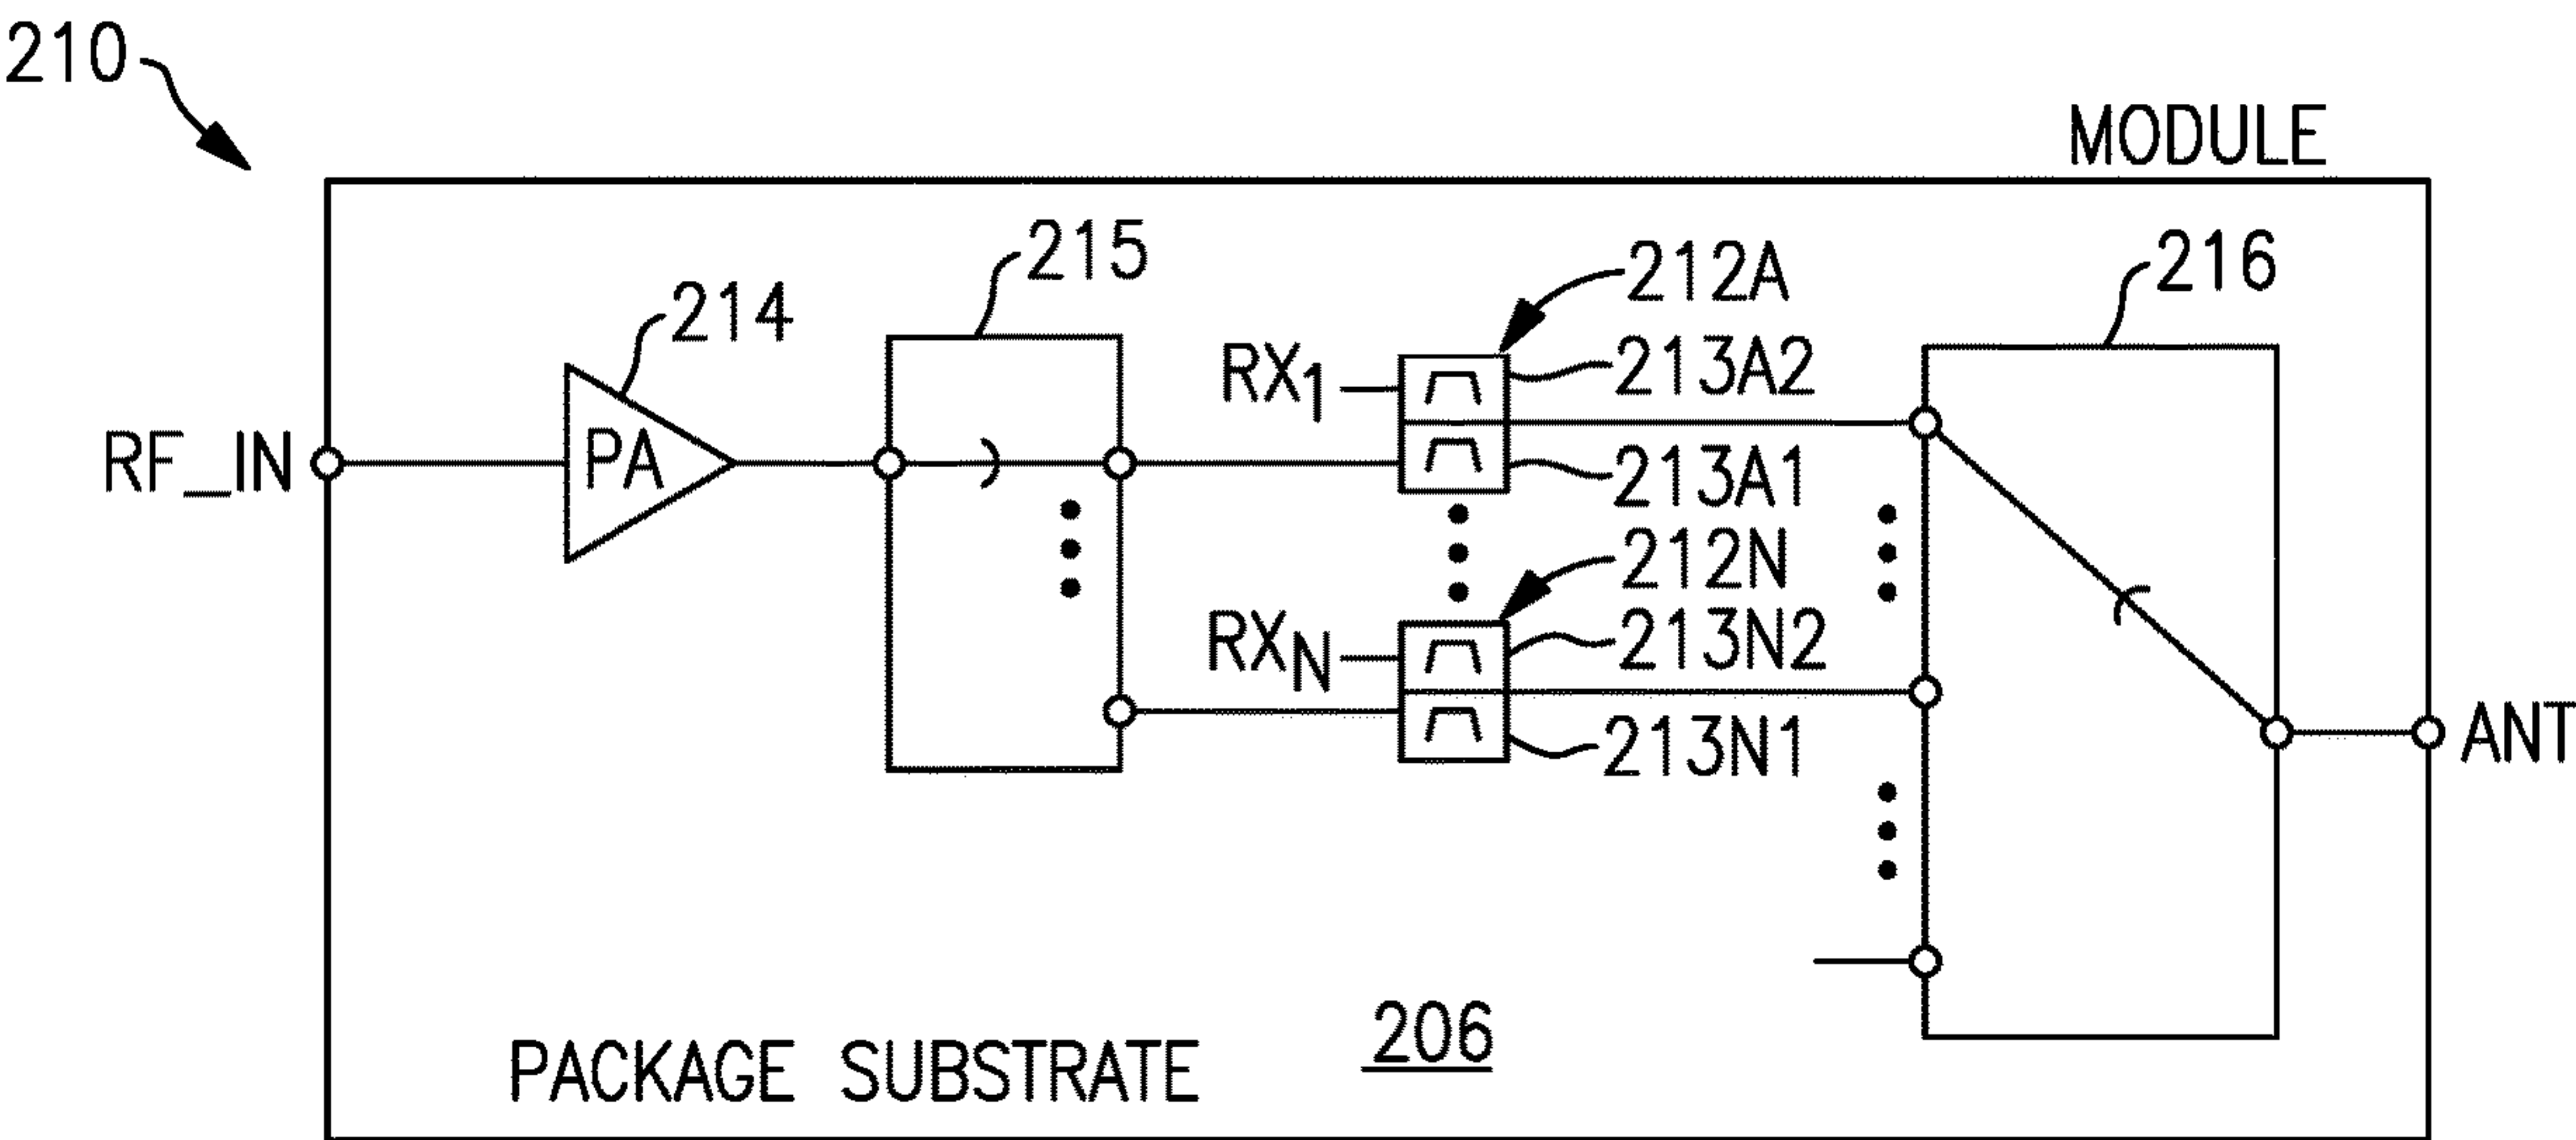 210
MODULE
215
212A
216
214
213A2
RX1
RF_IN
PA
213A1
212N
213N2
RXN
213N1
ANT
206
PACKAGE SUBSTRATE